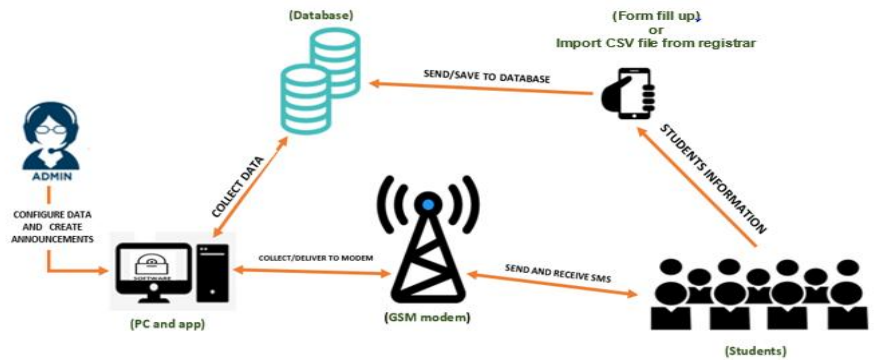 (Database)
(Form fill up)
or
Import CSV file from registrar
SEND/SAVE TO DATABASE
STUDENTS INFORMATION
ADMIN
COLLECT DATA
CONFIGURE DATA
AND CREATE
ANNOUNCEMENTS
COLLECT/DELIVER TO MODEM
SEND AND RECEIVE SMS
SOFTWARE
(PC and app)
(GSM modem)
(Students)